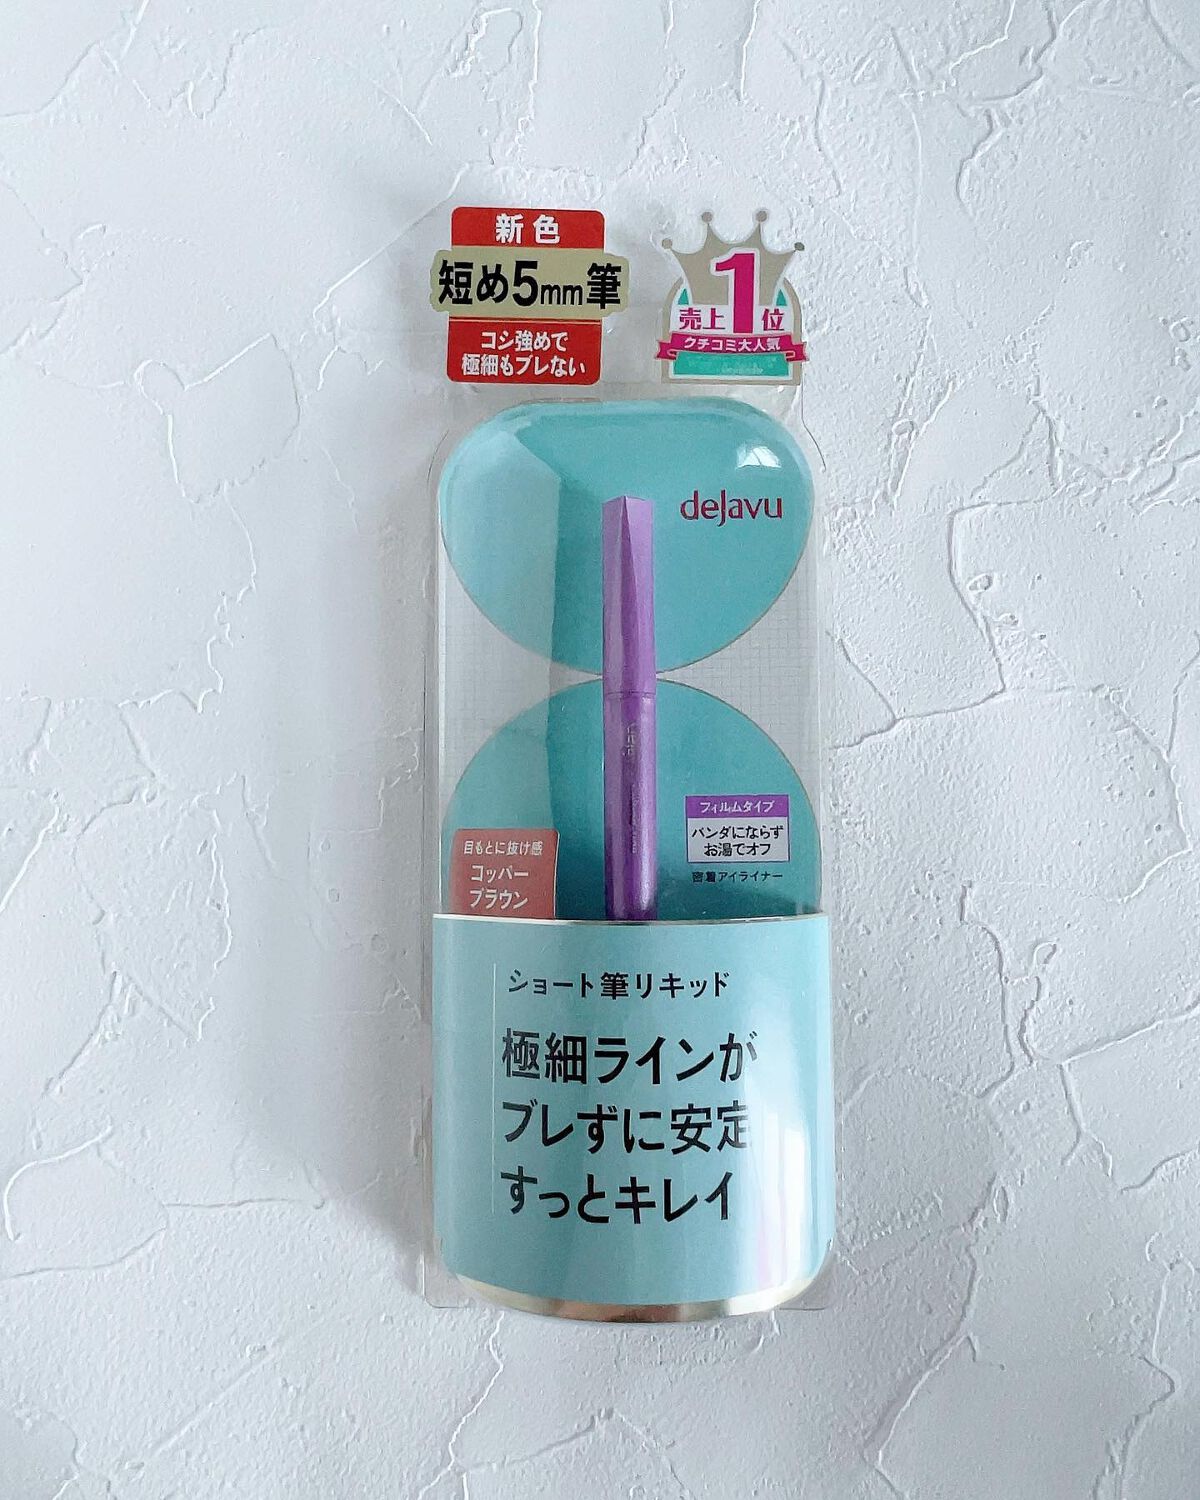 新色
短め5mm筆
コシ強めで
極細もブレない
1
売上 位
クチコミ大人気
dejavu
フィルムタイプ
パンダにならず
お湯でオフ
密着アイライナー
目もとに抜け感
コッパー
ブラウン
ショート筆リキッド
極細ラインが
ブレずに安定
すっとキレイ